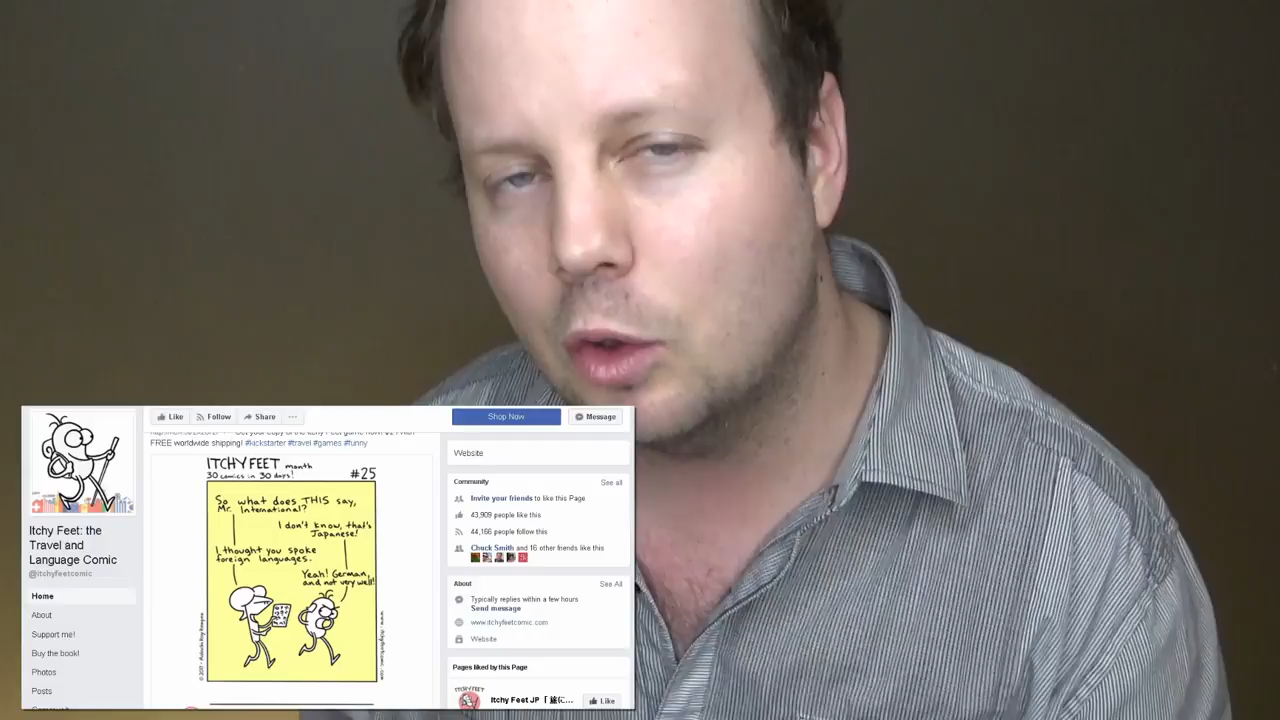 Like
Follow
Share
Shop Now
Message
FREE worldwide shipping! #kickstarter #travel #games #funny
ITCHY FEET month
30 comics in 30 days!
#25
So what does THIS say,
Mr. International?
I don't know, that's
Japanese!
I thought you spoke
foreign languages.
Yeah! German,
and not very well!
Itchy Feet: the
Travel and
Language Comic
@itchyfeetcomic
Home
About
Support me!
Buy the book!
Photos
Posts
Community
Website
Community
See all
Invite your friends to like this Page
43,909 people like this
44,166 people follow this
Chuck Smith and 16 other friends like this
About
See All
Typically replies within a few hours
Send message
www.itchyfeetcomic.com
Website
Pages liked by this Page
ITCHY FEET
Itchy Feet JP「旅に...
Like